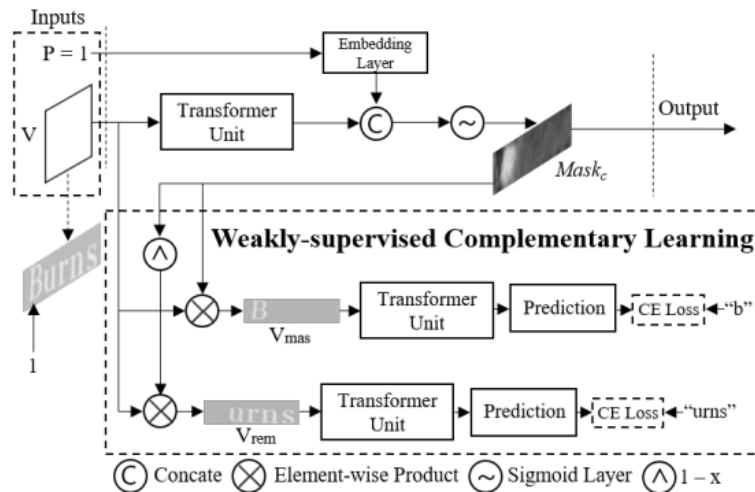 Inputs
P = 1
Embedding
Layer
V
Transformer
Unit
C
~
Output
Mask_c
Burns
1
Weakly-supervised Complementary Learning
B
V_mas
Transformer
Unit
Prediction
CE Loss
"b"
urns
V_rem
Transformer
Unit
Prediction
CE Loss
"urns"
C Concate
Element-wise Product
~ Sigmoid Layer
^ 1 – x